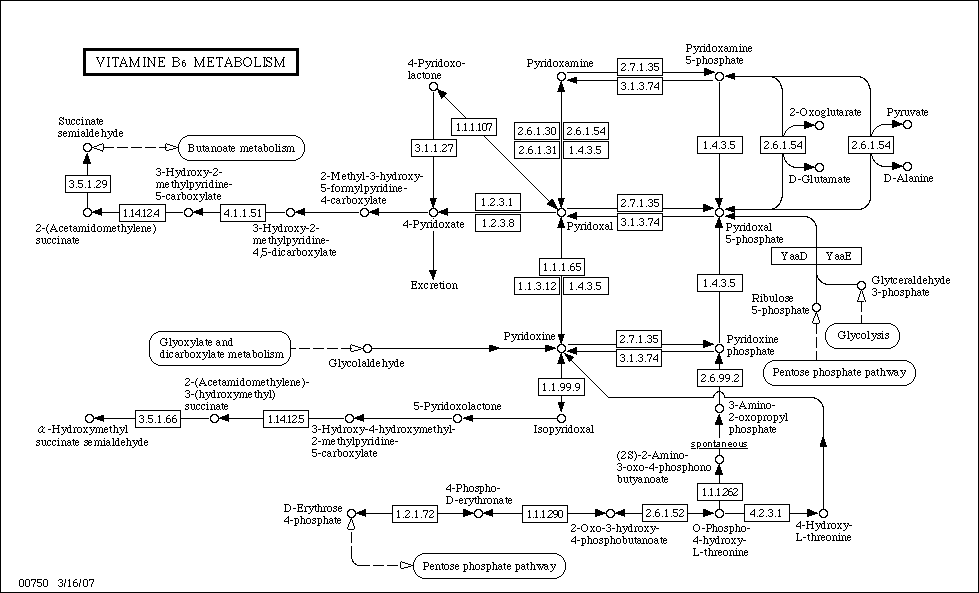 VITAMINE B6 METABOLISM
4-Pyridoxo-
lactone
Pyridoxamine
Pyridoxamine
5-phosphate
2.7.1.35
3.1.3.74
Succinate
semialdehyde
Butanoate metabolism
1.1.1.107
3.1.1.27
2.6.1.30
2.6.1.54
2.6.1.31
1.4.3.5
1.4.3.5
2-Oxoglutarate
2.6.1.54
D-Glutamate
Pyruvate
2.6.1.54
D-Alanine
3.5.1.29
3-Hydroxy-2-
methylpyridine-
5-carboxylate
2-Methyl-3-hydroxy-
5-formylpyridine-
4-carboxylate
1.14.12.4
4.1.1.51
1.2.3.1
1.2.3.8
2.7.1.35
3.1.3.74
2-(Acetamidomethylene)
succinate
3-Hydroxy-2-
methylpyridine-
4,5-dicarboxylate
4-Pyridoxate
Pyridoxal
Pyridoxal
5-phosphate
YaaD
YaaE
Excretion
1.1.1.65
1.1.3.12
1.4.3.5
1.4.3.5
Glytceraldehyde
3-phosphate
Ribulose
5-phosphate
Glycolysis
Pentose phosphate pathway
Glyoxylate and
dicarboxylate metabolism
Glycolaldehyde
Pyridoxine
2.7.1.35
3.1.3.74
Pyridoxine
phosphate
2-(Acetamidomethylene)-
3-(hydroxymethyl)
succinate
1.1.99.9
2.6.99.2
3.5.1.66
1.14.12.5
5-Pyridoxolactone
3-Amino-
2-oxopropyl
phosphate
α-Hydroxymethyl
succinate semialdehyde
3-Hydroxy-4-hydroxymethyl-
2-methylpyridine-
5-carboxylate
Isopyridoxal
spontaneous
(2S)-2-Amino-
3-oxo-4-phosphono
butyanoate
1.1.1.262
D-Erythrose
4-phosphate
1.2.1.72
4-Phospho-
D-erythronate
1.1.1.290
2-Oxo-3-hydroxy-
4-phosphobutanoate
2.6.1.52
O-Phospho-
4-hydroxy-
L-threonine
4.2.3.1
4-Hydroxy-
L-threonine
Pentose phosphate pathway
00750 3/16/07